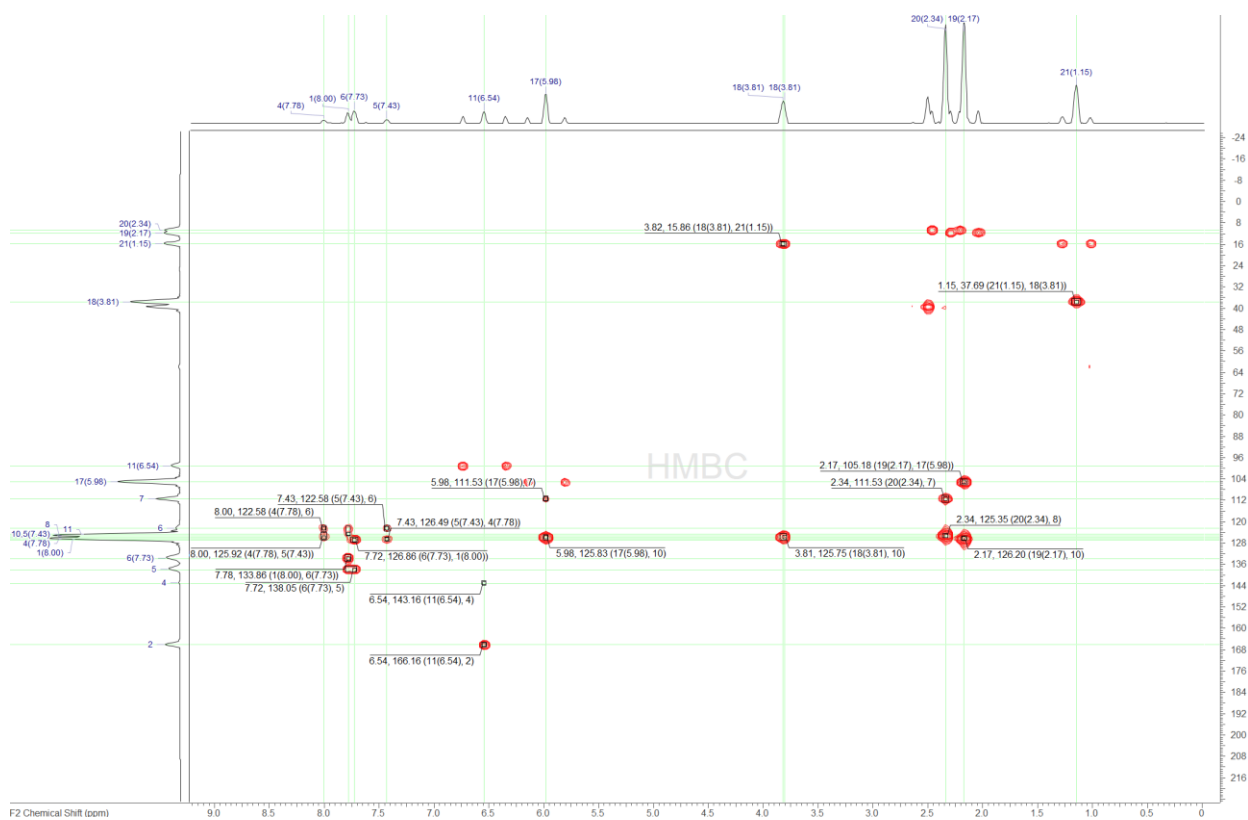 20(2.34) 19(2.17)
21(1.15)
17(5.98)
6(7.73)
1(8.00)
4(7.78)
5(7.43)
11(6.54)
18(3.81) 18(3.81)
-24
-16
-8
0
8
16
24
32
40
48
56
64
72
80
88
96
104
112
120
128
136
144
152
160
168
176
184
192
200
208
216
20(2.34)
19(2.17)
21(1.15)
18(3.81)
11(6.54)
17(5.98)
7
8
11
6
10,5(7.43)
4(7.78)
1(8.00)
6(7.73)
5
4
2
3.82, 15.86 (18(3.81), 21(1.15))
1.15, 37.69 (21(1.15), 18(3.81))
HMBC
2.17, 105.18 (19(2.17), 17(5.98))
5.98, 111.53 (17(5.98), 7)
2.34, 111.53 (20(2.34), 7)
7.43, 122.58 (5(7.43), 6)
8.00, 122.58 (4(7.78), 6)
7.43, 126.49 (5(7.43), 4(7.78))
2.34, 125.35 (20(2.34), 8)
8.00, 125.92 (4(7.78), 5(7.43))
7.72, 126.86 (6(7.73), 1(8.00))
5.98, 125.83 (17(5.98), 10)
3.81, 125.75 (18(3.81), 10)
2.17, 126.20 (19(2.17), 10)
7.78, 133.86 (1(8.00), 6(7.73))
7.72, 138.05 (6(7.73), 5)
6.54, 143.16 (11(6.54), 4)
6.54, 166.16 (11(6.54), 2)
F2 Chemical Shift (ppm) 9.0 8.5 8.0 7.5 7.0 6.5 6.0 5.5 5.0 4.5 4.0 3.5 3.0 2.5 2.0 1.5 1.0 0.5 0